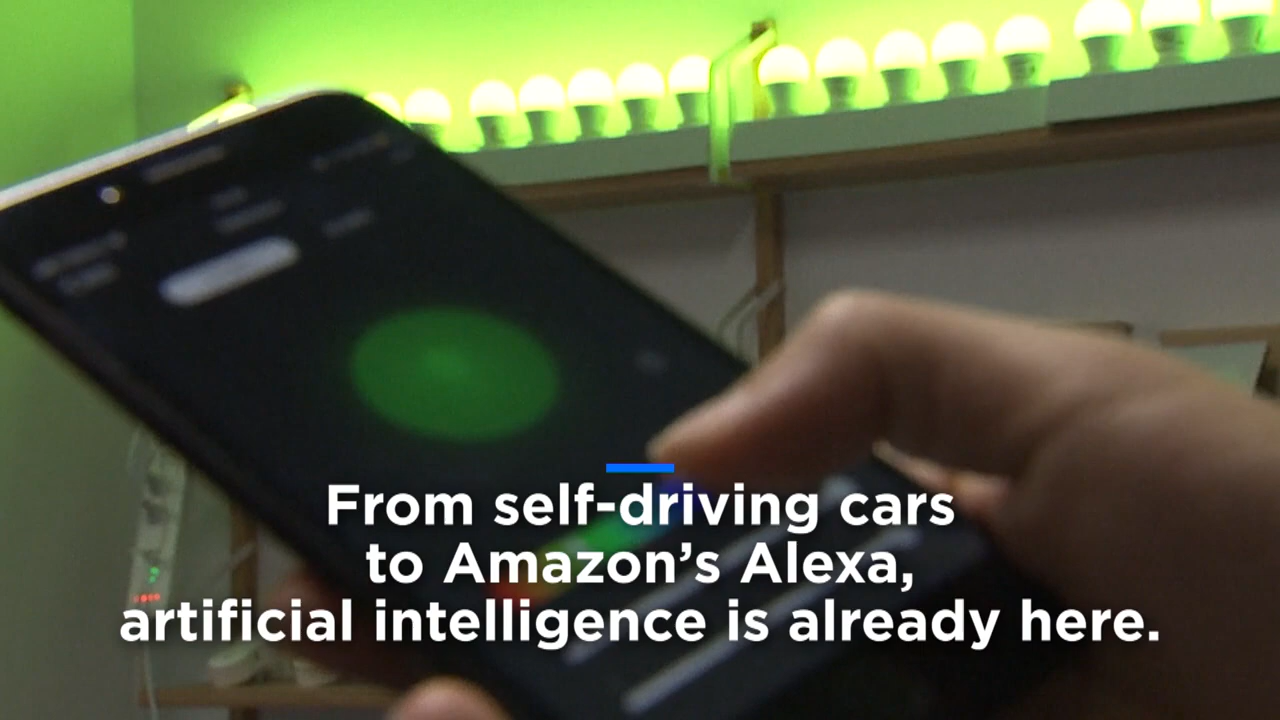 From self-driving cars
to Amazon’s Alexa,
artificial intelligence is already here.